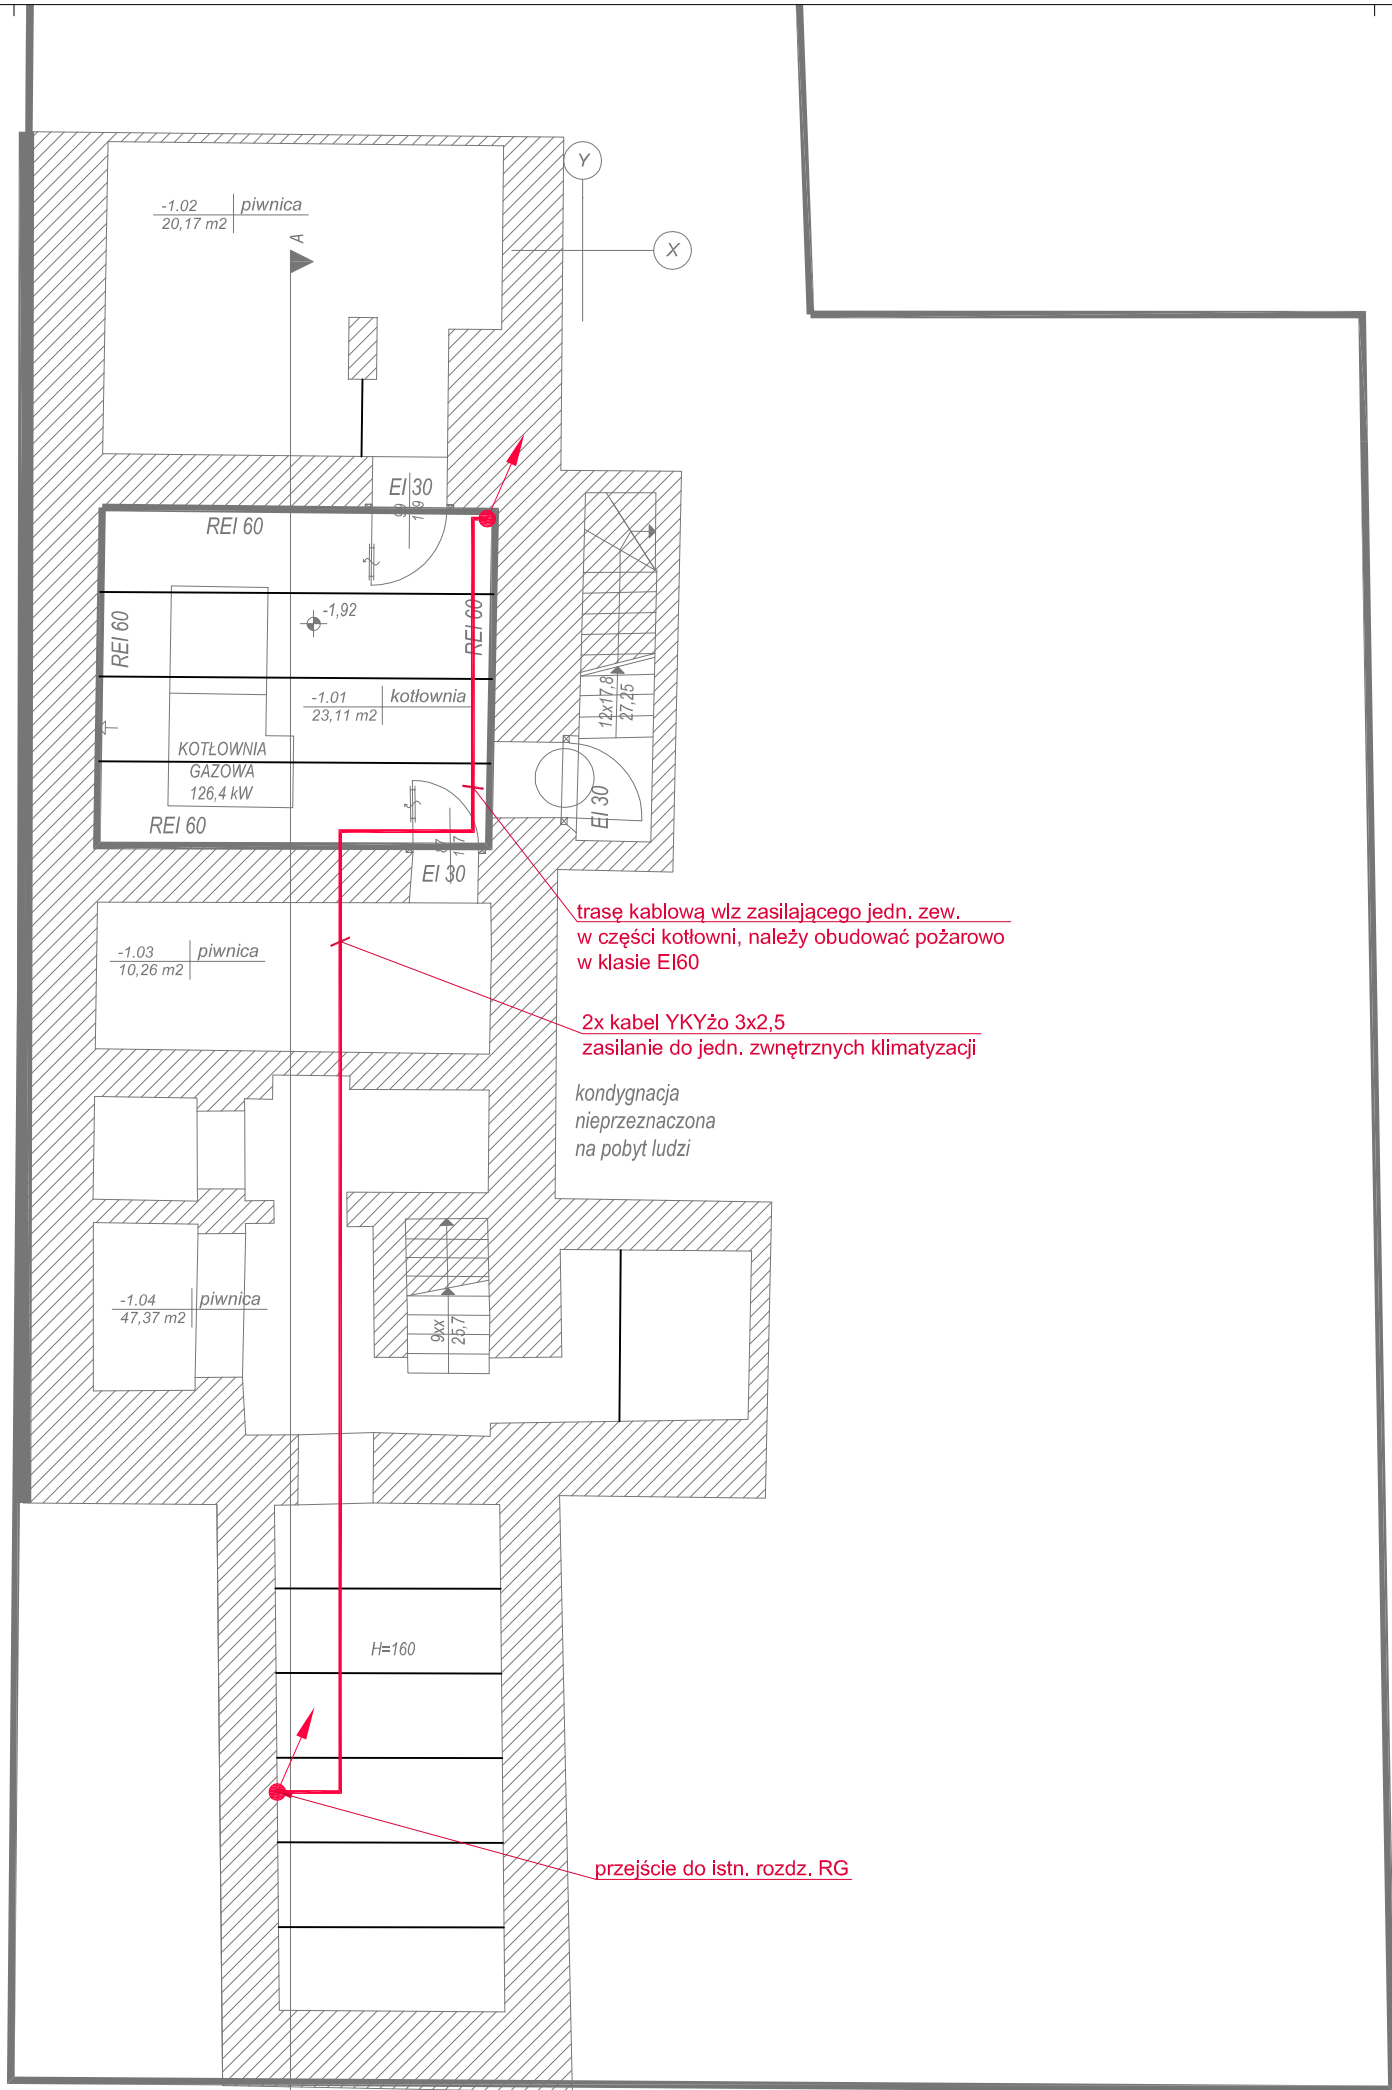 Y
-1.02 piwnica
20,17 m2
A
X
EI 30
REI 60
REI 60
-1,92
REI 60
-1.01 kotłownia
23,11 m2
12x17,8
27,25
KOTŁOWNIA
GAZOWA
126,4 kW
REI 60
EI 30
EI 30
trasę kablową wlz zasilającego jedn. zew.
w części kotłowni, należy obudować pożarowo
w klasie EI60
-1.03 piwnica
10,26 m2
2x kabel YKYżo 3x2,5
zasilanie do jedn. zwnętrznych klimatyzacji
kondygnacja
nieprzeznaczona
na pobyt ludzi
-1.04 piwnica
47,37 m2
9xx
25,7
H=160
przejście do istn. rozdz. RG